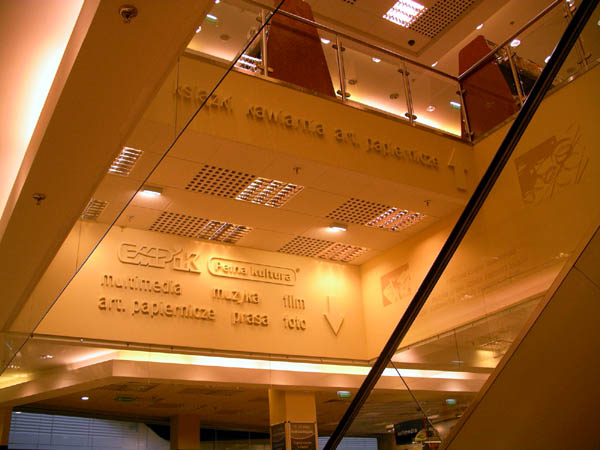 książki kawiarnia art. papiernicze
EMPiK Pełna kultura®
multimedia muzyka film
art. papiernicze prasa foto